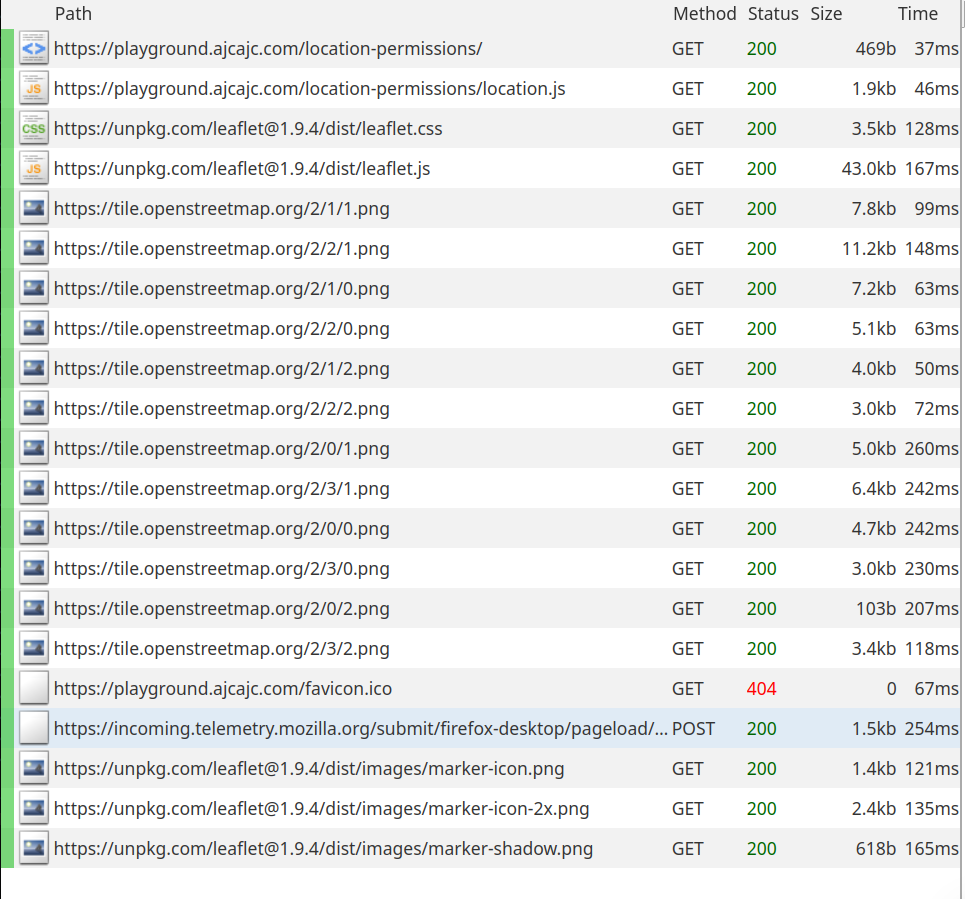 Path Method Status Size Time
<> https://playground.ajcajc.com/location-permissions/ GET 200 469b 37ms
JS https://playground.ajcajc.com/location-permissions/location.js GET 200 1.9kb 46ms
CSS https://unpkg.com/leaflet@1.9.4/dist/leaflet.css GET 200 3.5kb 128ms
JS https://unpkg.com/leaflet@1.9.4/dist/leaflet.js GET 200 43.0kb 167ms
https://tile.openstreetmap.org/2/1/1.png GET 200 7.8kb 99ms
https://tile.openstreetmap.org/2/2/1.png GET 200 11.2kb 148ms
https://tile.openstreetmap.org/2/1/0.png GET 200 7.2kb 63ms
https://tile.openstreetmap.org/2/2/0.png GET 200 5.1kb 63ms
https://tile.openstreetmap.org/2/1/2.png GET 200 4.0kb 50ms
https://tile.openstreetmap.org/2/2/2.png GET 200 3.0kb 72ms
https://tile.openstreetmap.org/2/0/1.png GET 200 5.0kb 260ms
https://tile.openstreetmap.org/2/3/1.png GET 200 6.4kb 242ms
https://tile.openstreetmap.org/2/0/0.png GET 200 4.7kb 242ms
https://tile.openstreetmap.org/2/3/0.png GET 200 3.0kb 230ms
https://tile.openstreetmap.org/2/0/2.png GET 200 103b 207ms
https://tile.openstreetmap.org/2/3/2.png GET 200 3.4kb 118ms
https://playground.ajcajc.com/favicon.ico GET 404 0 67ms
https://incoming.telemetry.mozilla.org/submit/firefox-desktop/pageload/... POST 200 1.5kb 254ms
https://unpkg.com/leaflet@1.9.4/dist/images/marker-icon.png GET 200 1.4kb 121ms
https://unpkg.com/leaflet@1.9.4/dist/images/marker-icon-2x.png GET 200 2.4kb 135ms
https://unpkg.com/leaflet@1.9.4/dist/images/marker-shadow.png GET 200 618b 165ms